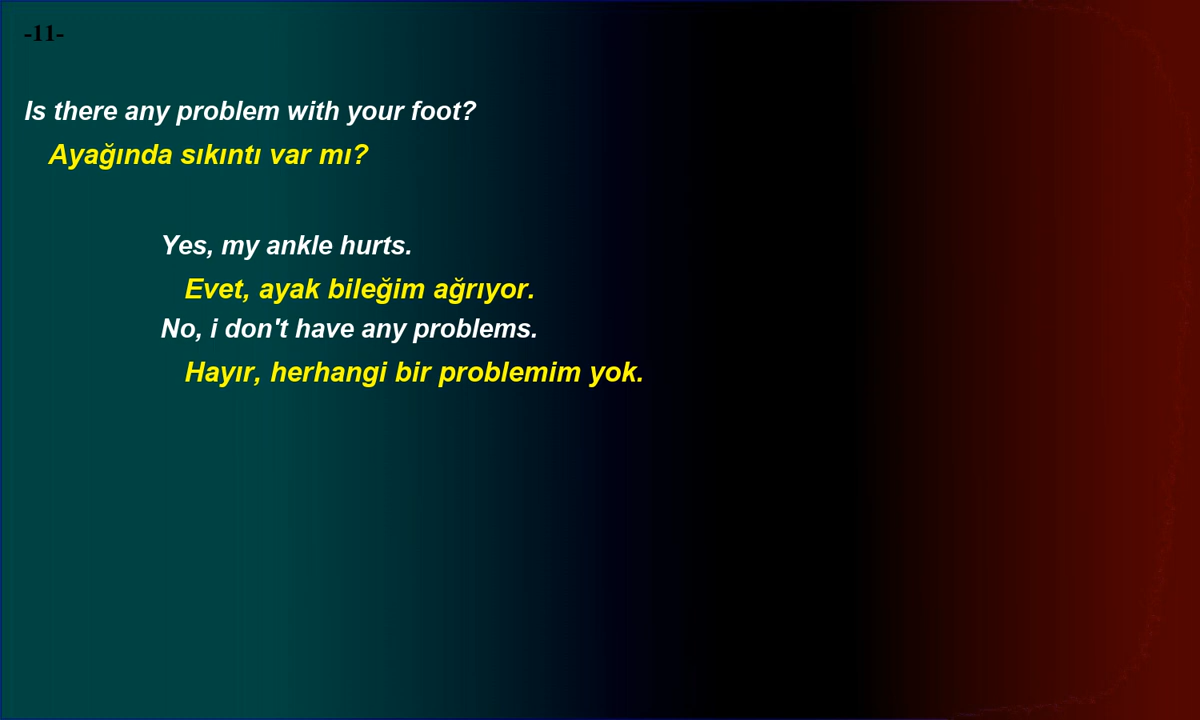 -11-
Is there any problem with your foot?
Ayağında sıkıntı var mı?
Yes, my ankle hurts.
Evet, ayak bileğim ağrıyor.
No, i don't have any problems.
Hayır, herhangi bir problemim yok.